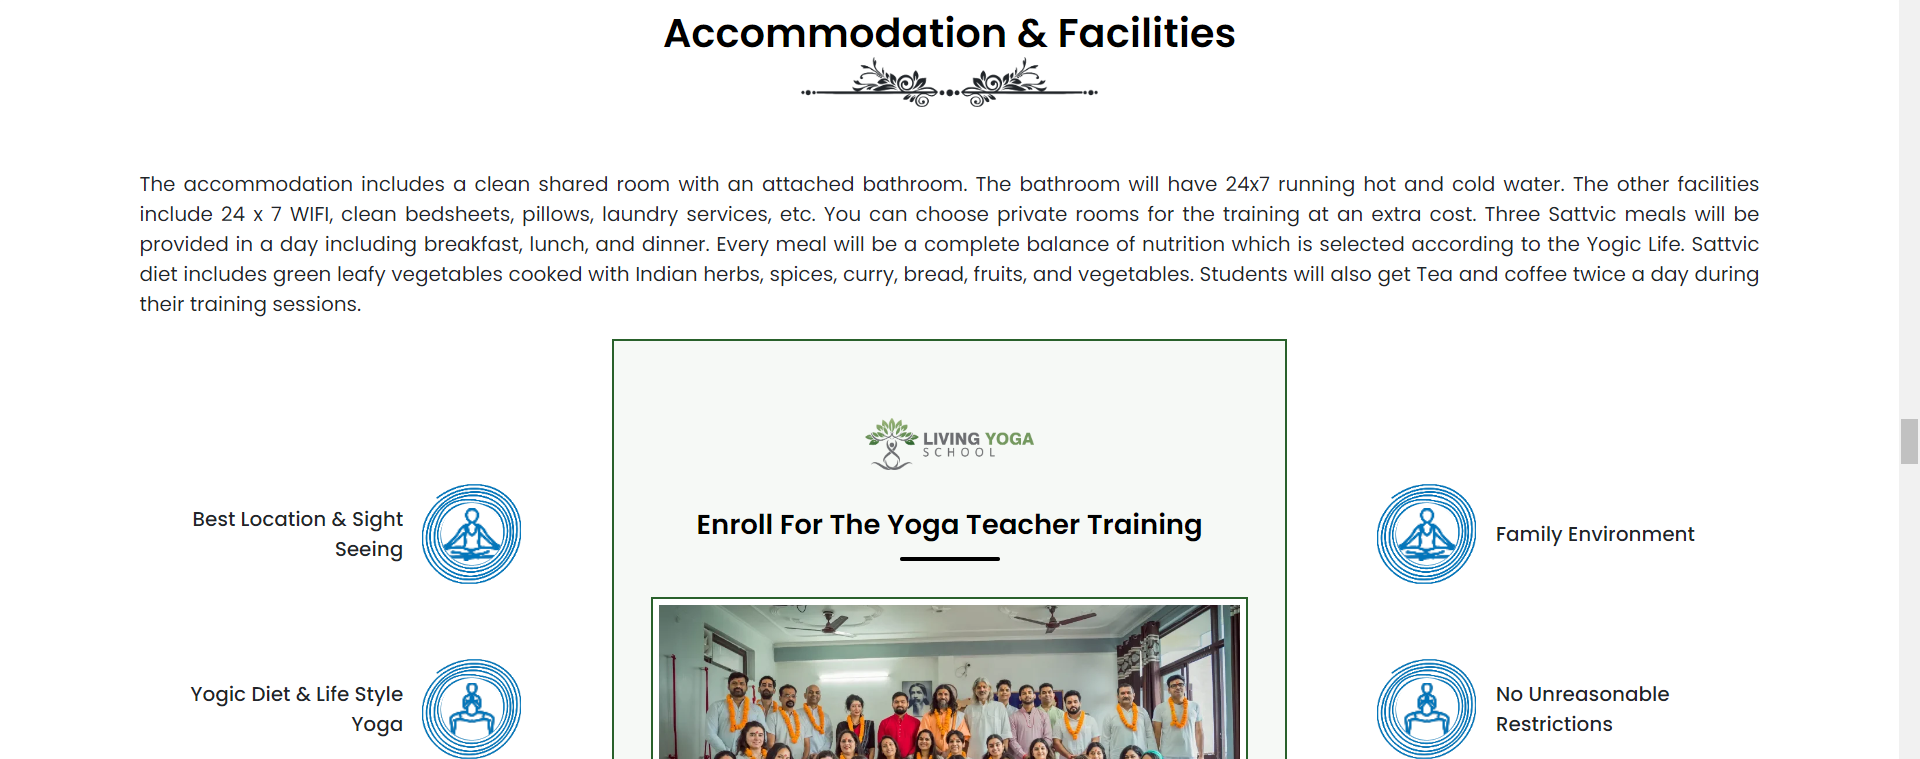 Accommodation & Facilities
The accommodation includes a clean shared room with an attached bathroom. The bathroom will have 24x7 running hot and cold water. The other facilities
include 24 x 7 WIFI, clean bedsheets, pillows, laundry services, etc. You can choose private rooms for the training at an extra cost. Three Sattvic meals will be
provided in a day including breakfast, lunch, and dinner. Every meal will be a complete balance of nutrition which is selected according to the Yogic Life. Sattvic
diet includes green leafy vegetables cooked with Indian herbs, spices, curry, bread, fruits, and vegetables. Students will also get Tea and coffee twice a day during
their training sessions.
LIVING YOGA
SCHOOL
Enroll For The Yoga Teacher Training
Best Location & Sight
Seeing
Yogic Diet & Life Style
Yoga
Family Environment
No Unreasonable
Restrictions